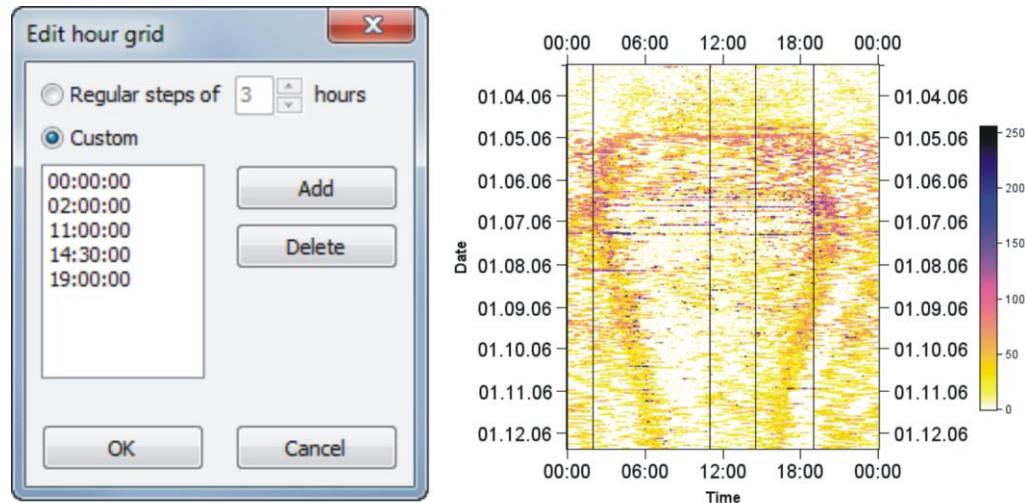 Edit hour grid
Regular steps of 3 hours
Custom
00:00:00
02:00:00
11:00:00
14:30:00
19:00:00
Add
Delete
OK
Cancel
00:00 06:00 12:00 18:00 00:00
01.04.06 01.04.06
01.05.06 01.05.06
01.06.06 01.06.06
01.07.06 01.07.06
01.08.06 01.08.06
01.09.06 01.09.06
01.10.06 01.10.06
01.11.06 01.11.06
01.12.06 01.12.06
Date
00:00 06:00 12:00 18:00 00:00
Time
250
200
150
100
50
0